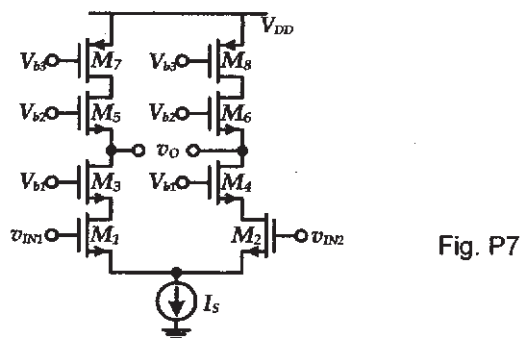 V_DD
V_b3 M_7 V_b3 M_8
V_b2 M_5 V_b2 M_6
v_O
V_b1 M_3 V_b1 M_4
v_IN1 M_1 M_2 v_IN2
Fig. P7
I_S